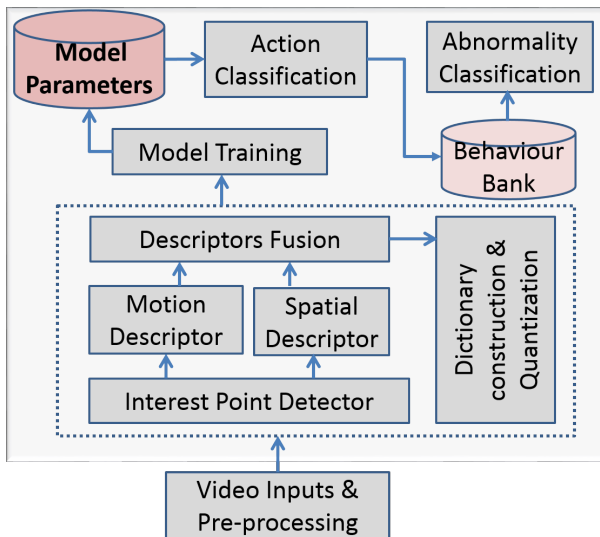 Model
Parameters
Action
Classification
Abnormality
Classification
Model Training
Behaviour
Bank
Descriptors Fusion
Motion
Descriptor
Spatial
Descriptor
Dictionary
construction &
Quantization
Interest Point Detector
Video Inputs &
Pre-processing